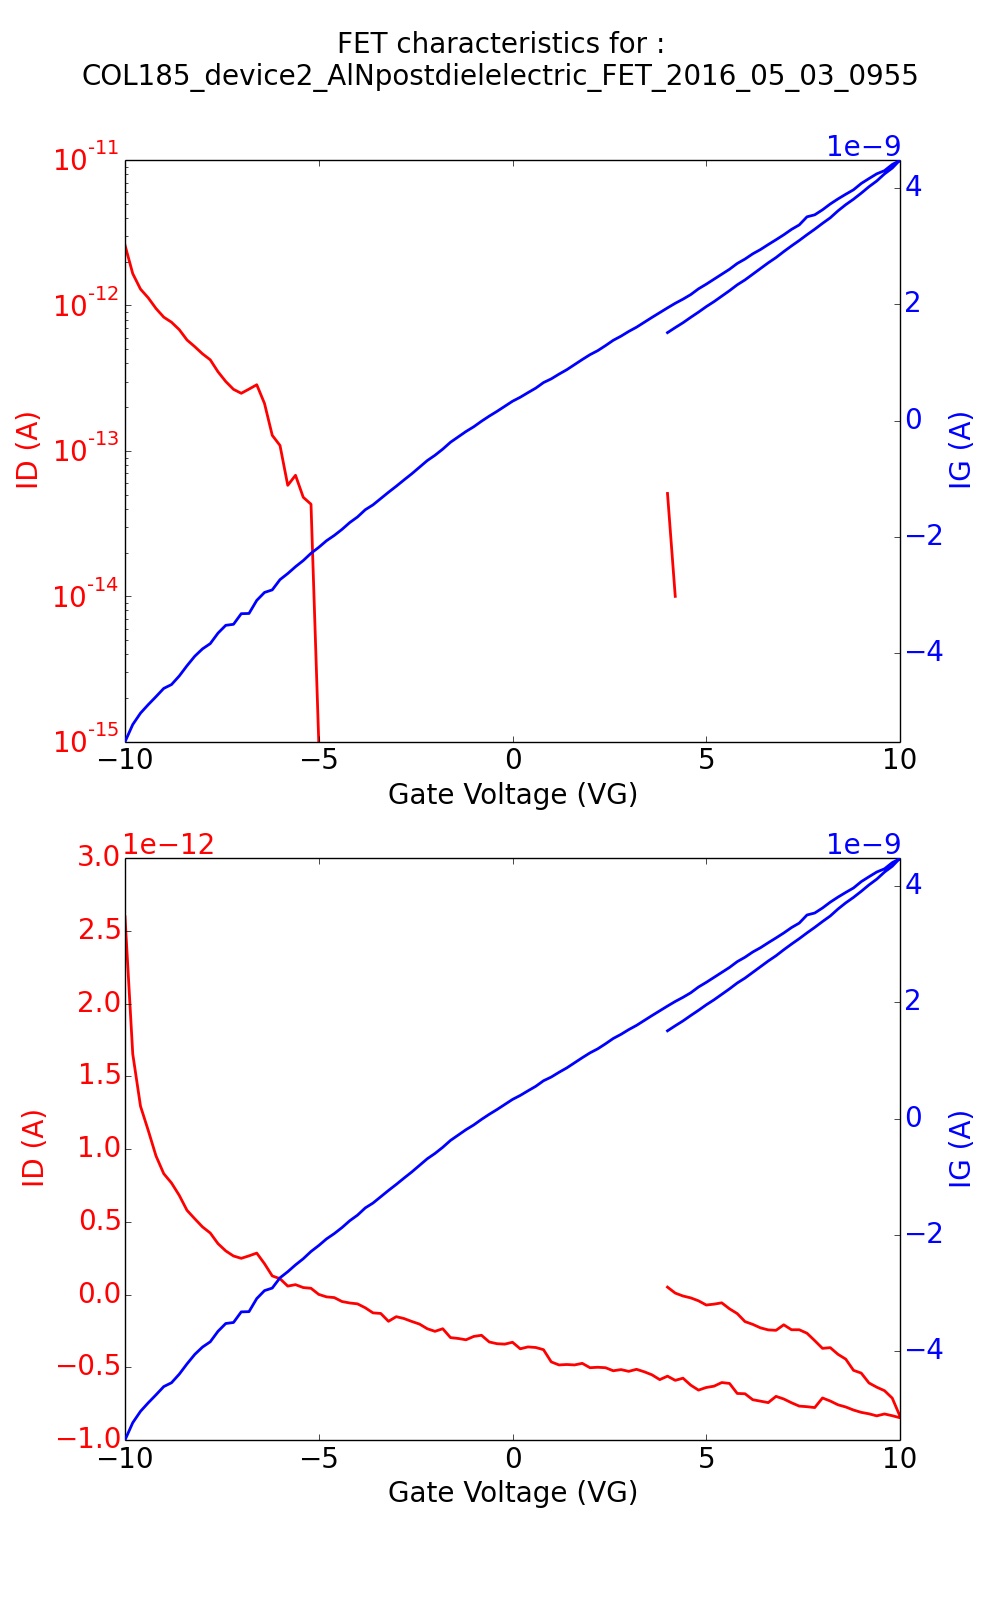 FET characteristics for :
COL185_device2_AlNpostdielelectric_FET_2016_05_03_0955
1e−9
10^-11
10^-12
10^-13
10^-14
10^-15
ID (A)
4
2
0
−2
−4
IG (A)
−10 −5 0 5 10
Gate Voltage (VG)
1e−12
1e−9
3.0
2.5
2.0
1.5
1.0
0.5
0.0
−0.5
−1.0
ID (A)
4
2
0
−2
−4
IG (A)
−10 −5 0 5 10
Gate Voltage (VG)